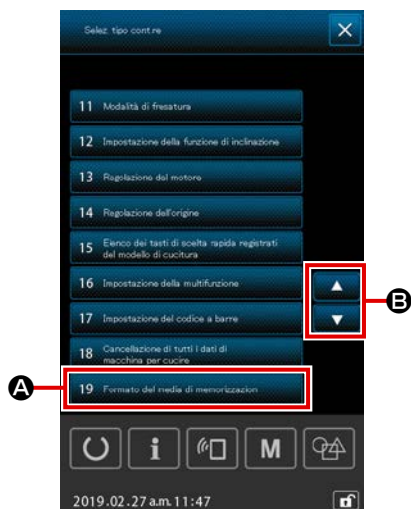 Selez. tipo cont.re
11 Modalità di fresatura
12 Impostazione della funzione di inclinazione
13 Regolazione del motore
14 Regolazione dell'origine
15 Elenco dei tasti di scelta rapida registrati
del modello di cucitura
16 Impostazione della multifunzione
B
17 Impostazione del codice a barre
18 Cancellazione di tutti i dati di
macchina per cucire
A
19 Formato del media di memorizzazion
i
M
2019.02.27 a.m. 11:47